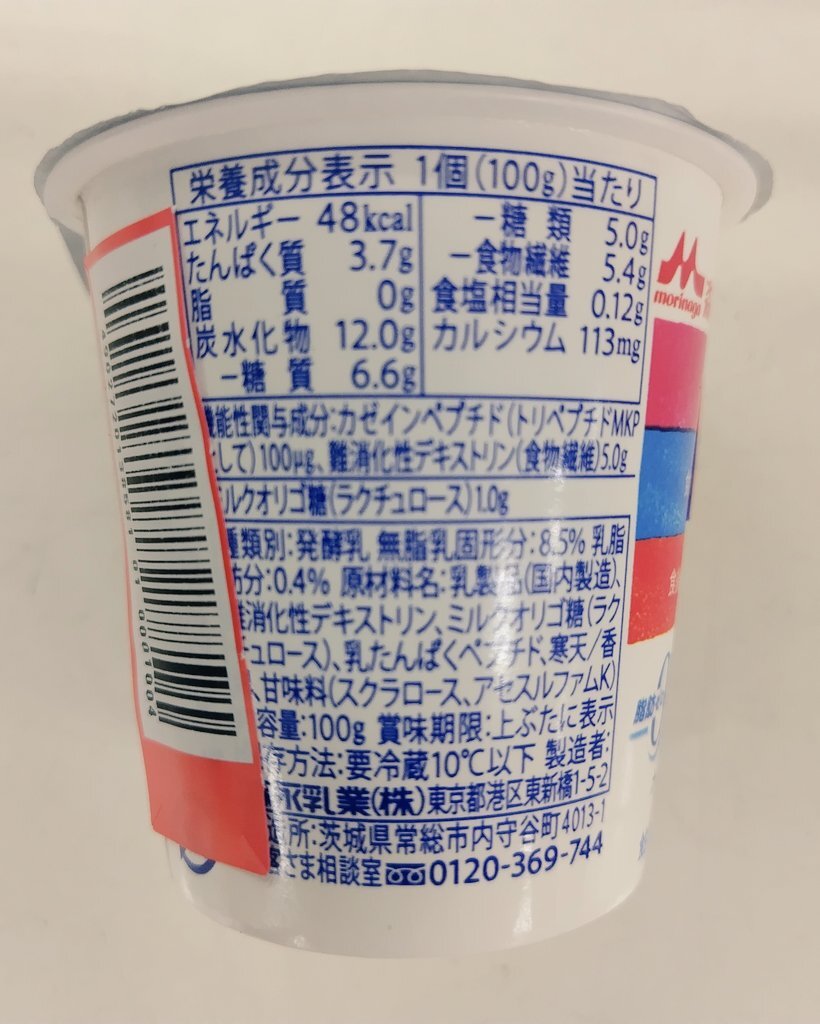 栄養成分表示 1個(100g)当たり
エネルギー 48kcal
たんぱく質 3.7g
脂 質 0g
炭水化物 12.0g
－糖 質 6.6g
－糖 類 5.0g
－食物繊維 5.4g
食塩相当量 0.12g
カルシウム 113mg
能性関与成分:カゼインペプチド(トリペプチドMKP
して)100μg、難消化性デキストリン(食物繊維)5.0g
ルクオリゴ糖(ラクチュロース)1.0g
類別:発酵乳 無脂乳固形分:8.5% 乳脂
分:0.4% 原材料名:乳製品(国内製造)、
消化性デキストリン、ミルクオリゴ糖(ラク
ュロース)、乳たんぱくペプチド、寒天/香
、甘味料(スクラロース、アセスルファムK)
容量:100g 賞味期限:上ぶたに表示
方法:要冷蔵10℃以下 製造者:
乳業(株)東京都港区東新橋1-5-2
所:茨城県常総市内守谷町4013-1
さま相談室 0120-369-744
morinaga
脂肪